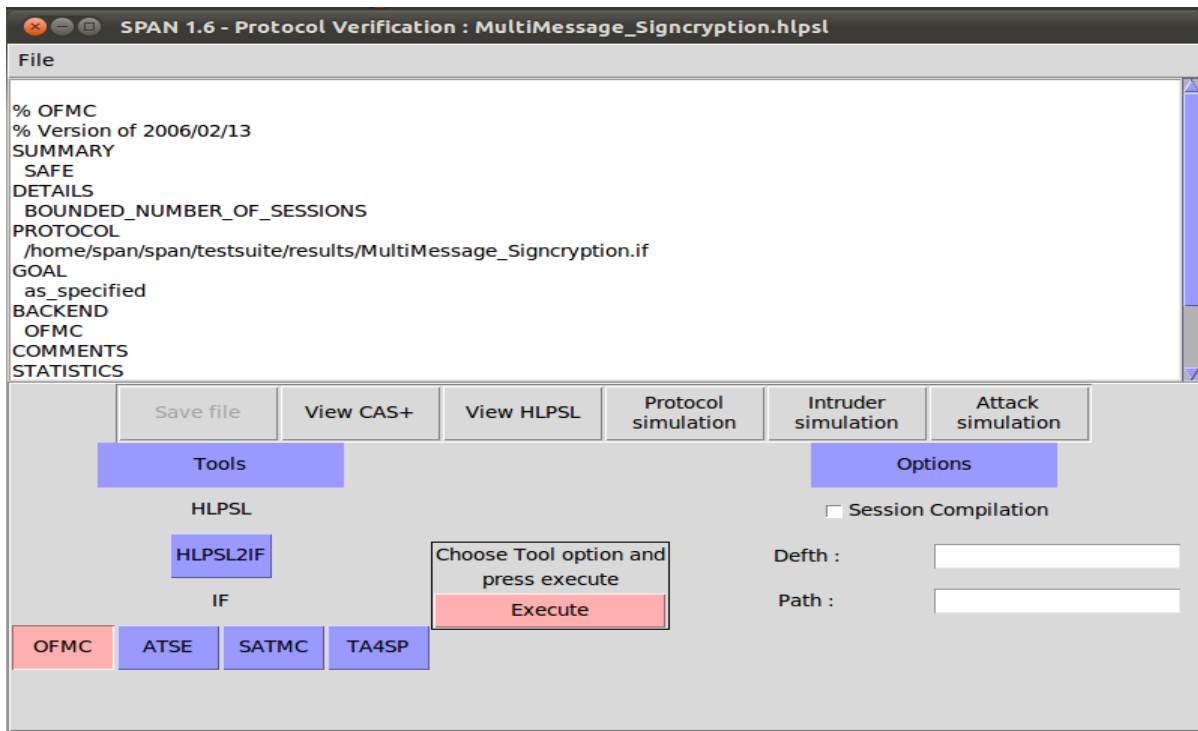 SPAN 1.6 - Protocol Verification : MultiMessage_Signcryption.hlpsl
File
% OFMC
% Version of 2006/02/13
SUMMARY
SAFE
DETAILS
BOUNDED_NUMBER_OF_SESSIONS
PROTOCOL
/home/span/span/testsuite/results/MultiMessage_Signcryption.if
GOAL
as_specified
BACKEND
OFMC
COMMENTS
STATISTICS
Save file
View CAS+
View HLPSL
Protocol
simulation
Intruder
simulation
Attack
simulation
Tools
Options
HLPSL
Session Compilation
HLPSL2IF
Choose Tool option and
press execute
Defth :
IF
Execute
Path :
OFMC
ATSE
SATMC
TA4SP